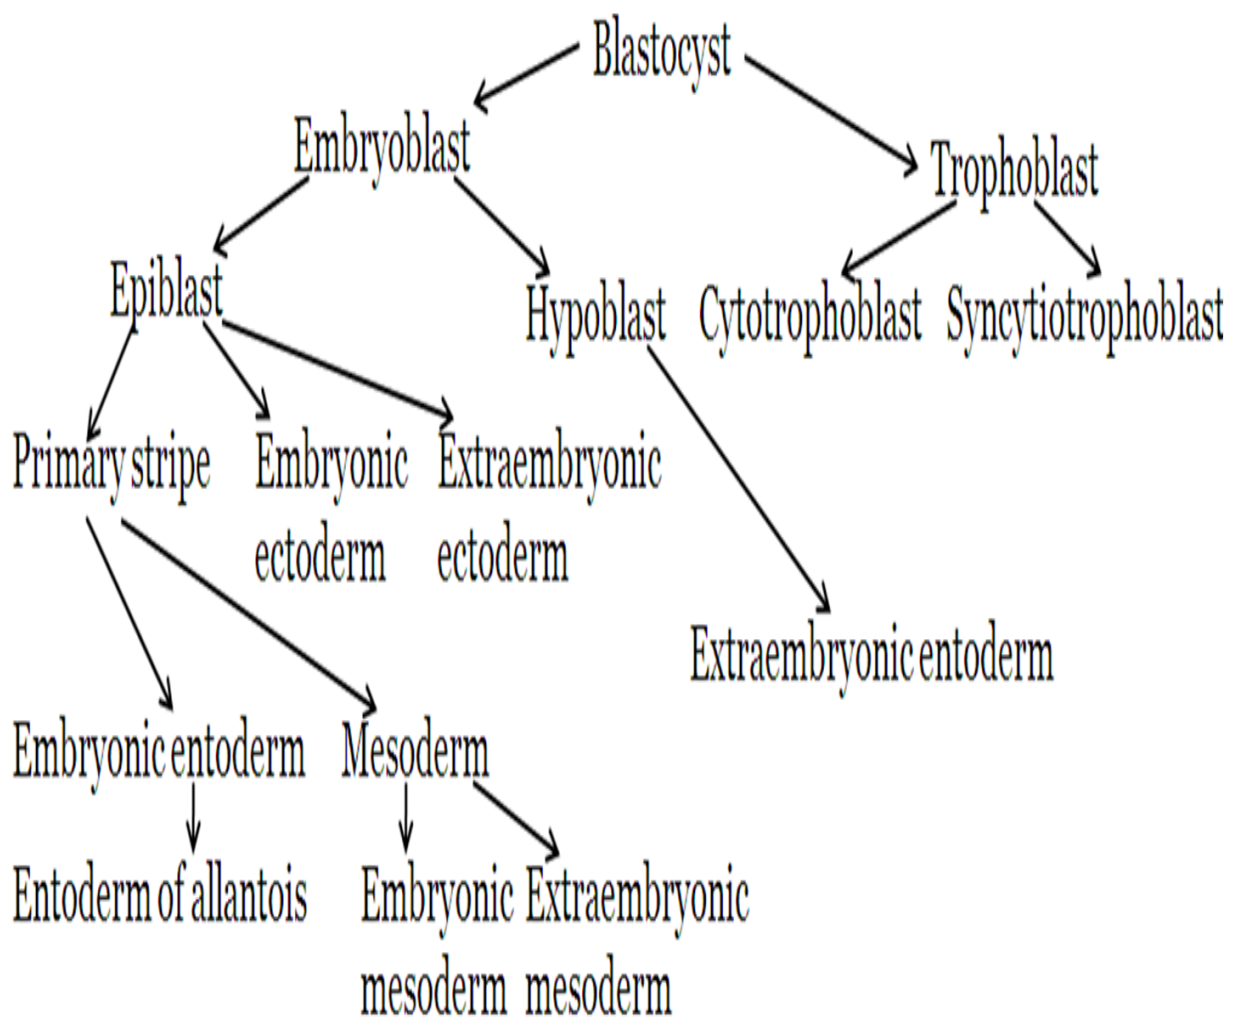 Blastocyst
Embryoblast
Trophoblast
Epiblast
Hypoblast
Cytotrophoblast
Syncytiotrophoblast
Primary stripe
Embryonic
ectoderm
Extraembryonic
ectoderm
Extraembryonic entoderm
Embryonic entoderm
Mesoderm
Entoderm of allantois
Embryonic
mesoderm
Extraembryonic
mesoderm